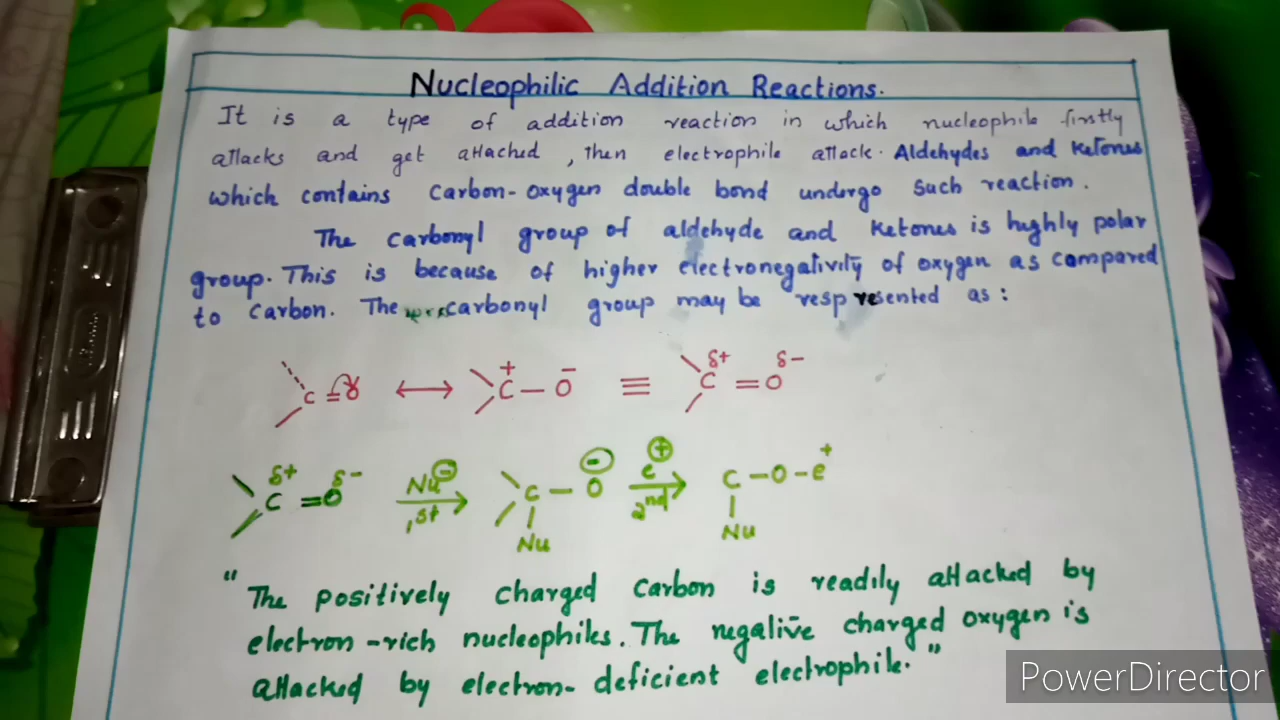 Nucleophilic Addition Reactions.
It is a type of addition reaction in which nucleophile firstly
attacks and get attached, then electrophile attack. Aldehydes and ketones
which contains carbon-oxygen double bond undergo such reaction.
The carbonyl group of aldehyde and ketones is highly polar
group. This is because of higher electronegativity of oxygen as compared
to carbon. The carbonyl group may be resp resented as:
C=O ↔ C⁺–O⁻ ≡ Cδ+=Oδ−
Cδ+=Oδ− Nu⊖ 1st → C–O⊖ e⊕ 2nd → C–O–e⁺
Nu Nu
"The positively charged carbon is readily attacked by
electron-rich nucleophiles. The negative charged oxygen is
attacked by electron-deficient electrophile."
PowerDirector